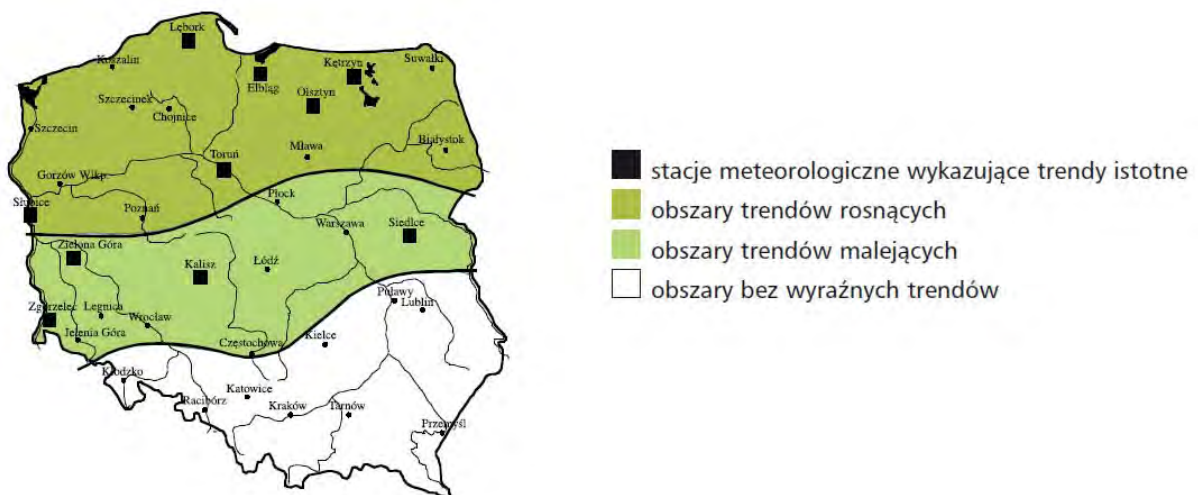 Lębork
Koszalin
Kętrzyn
Suwałki
Elbląg
Olsztyn
Szczecinek
Chojnice
Szczecin
Białystok
Mława
Toruń
Gorzów Wlkp.
Płock
Słubice
Poznań
Warszawa
Siedlce
Zielona Góra
Łódź
Kalisz
Puławy
Lublin
Zgorzelec
Legnica
Wrocław
Jelenia Góra
Częstochowa
Kielce
Kłodzko
Katowice
Racibórz
Kraków
Tarnów
Przemyśl
stacje meteorologiczne wykazujące trendy istotne
obszary trendów rosnących
obszary trendów malejących
obszary bez wyraźnych trendów